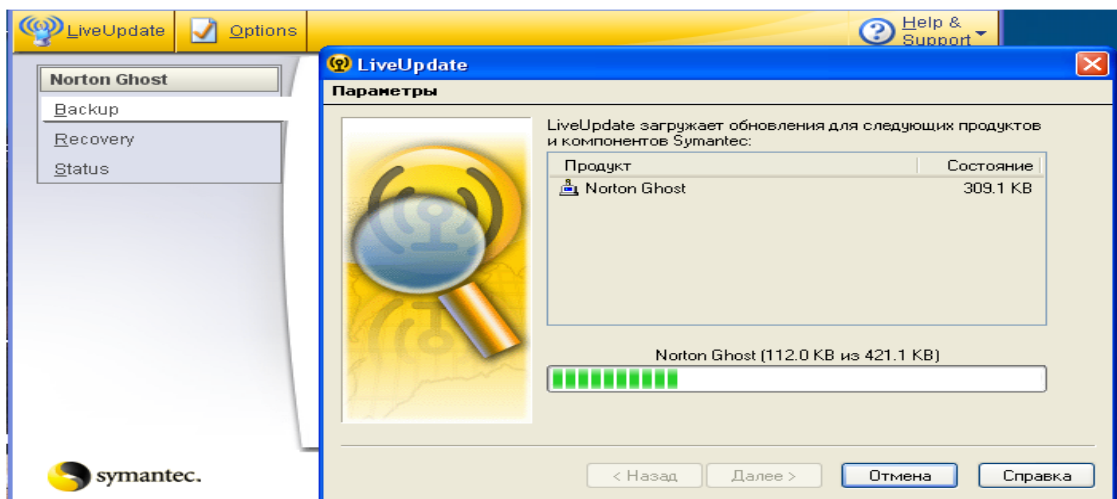 LiveUpdate
Options
Help &
Support
Norton Ghost
Backup
Recovery
Status
symantec.
LiveUpdate
Параметры
LiveUpdate загружает обновления для следующих продуктов
и компонентов Symantec:
Продукт Состояние
Norton Ghost 309.1 KB
Norton Ghost (112.0 KB из 421.1 KB)
< Назад Далее > Отмена Справка